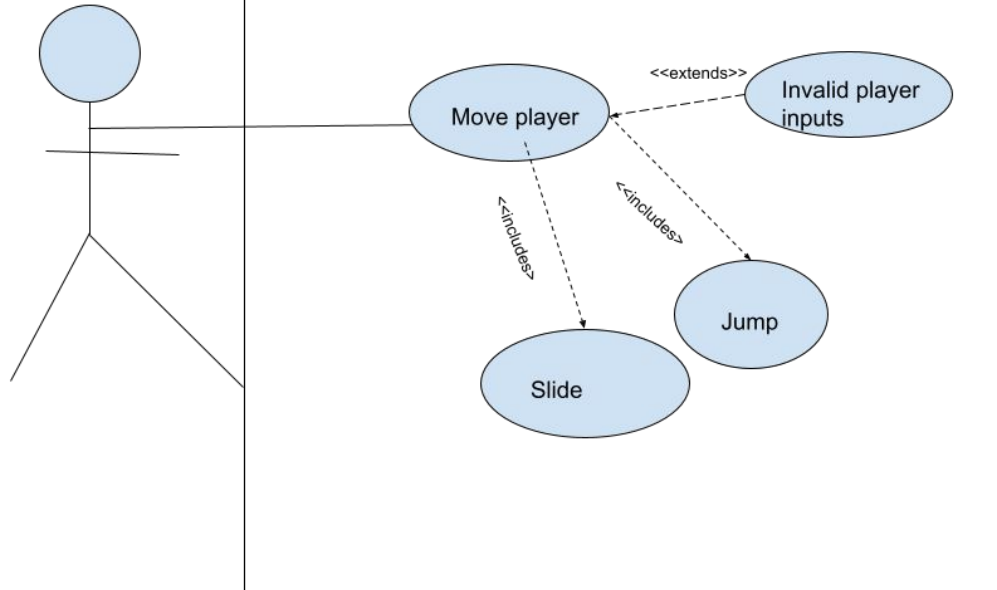 <<extends>>
Invalid player
inputs
Move player
<<includes>
<<includes>
Jump
Slide